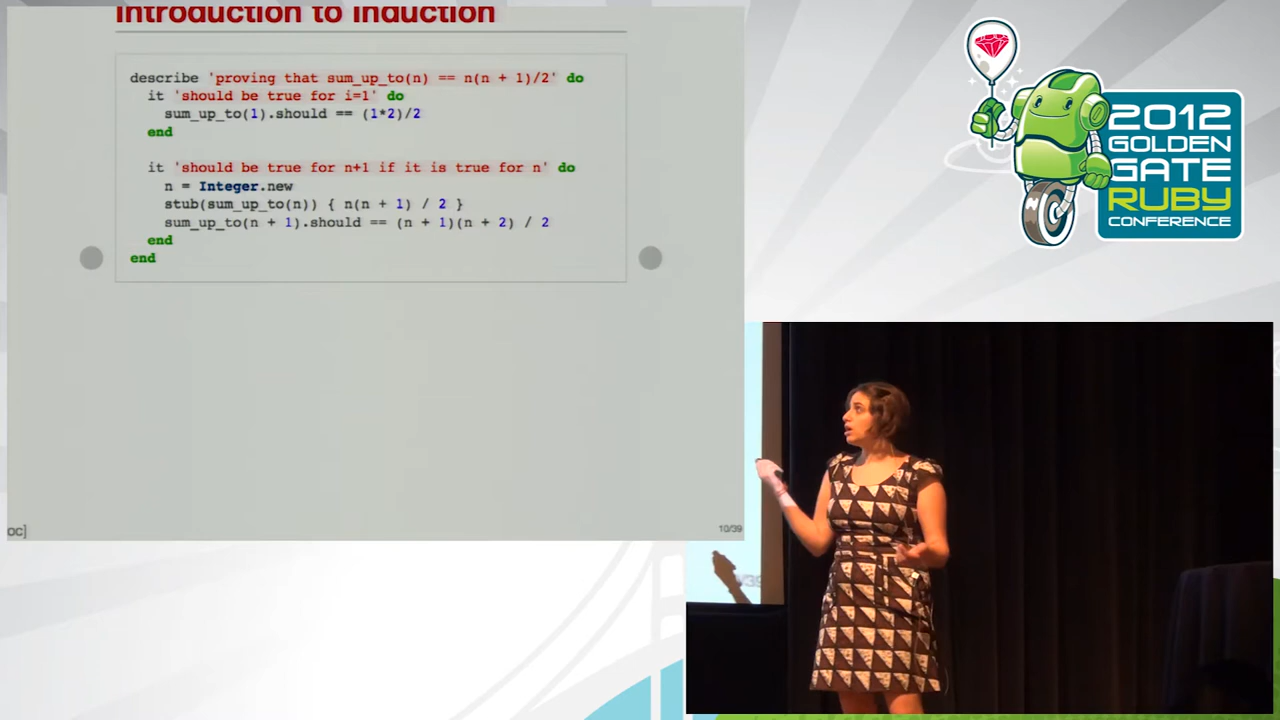 Introduction to Induction
describe 'proving that sum_up_to(n) == n(n + 1)/2' do
it 'should be true for i=1' do
sum_up_to(1).should == (1*2)/2
end
it 'should be true for n+1 if it is true for n' do
n = Integer.new
stub(sum_up_to(n)) { n(n + 1) / 2 }
sum_up_to(n + 1).should == (n + 1)(n + 2) / 2
end
end
oc]
10/39
2012
GOLDEN
GATE
RUBY
CONFERENCE
/39